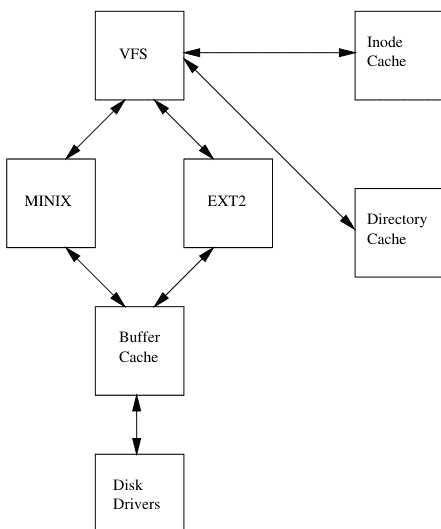 VFS
Inode
Cache
MINIX
EXT2
Directory
Cache
Buffer
Cache
Disk
Drivers